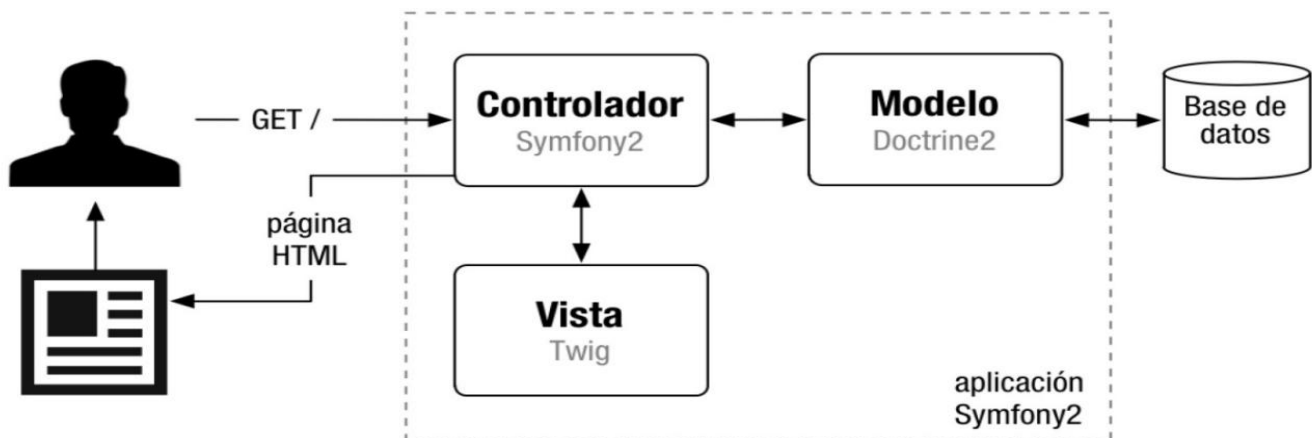 GET /
Controlador
Symfony2
Modelo
Doctrine2
Base de
datos
página
HTML
Vista
Twig
aplicación
Symfony2